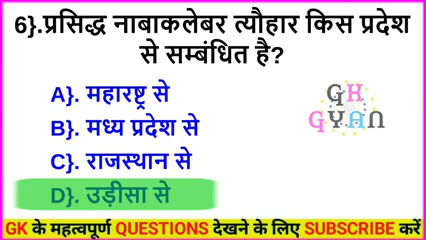 6}.प्रसिद्ध नाबाकलेबर त्यौहार किस प्रदेश
से सम्बंधित है?
A}. महाराष्ट्र से
B}. मध्य प्रदेश से
C}. राजस्थान से
D}. उड़ीसा से
GK
GYAN
GK के महत्वपूर्ण QUESTIONS देखने के लिए SUBSCRIBE करें